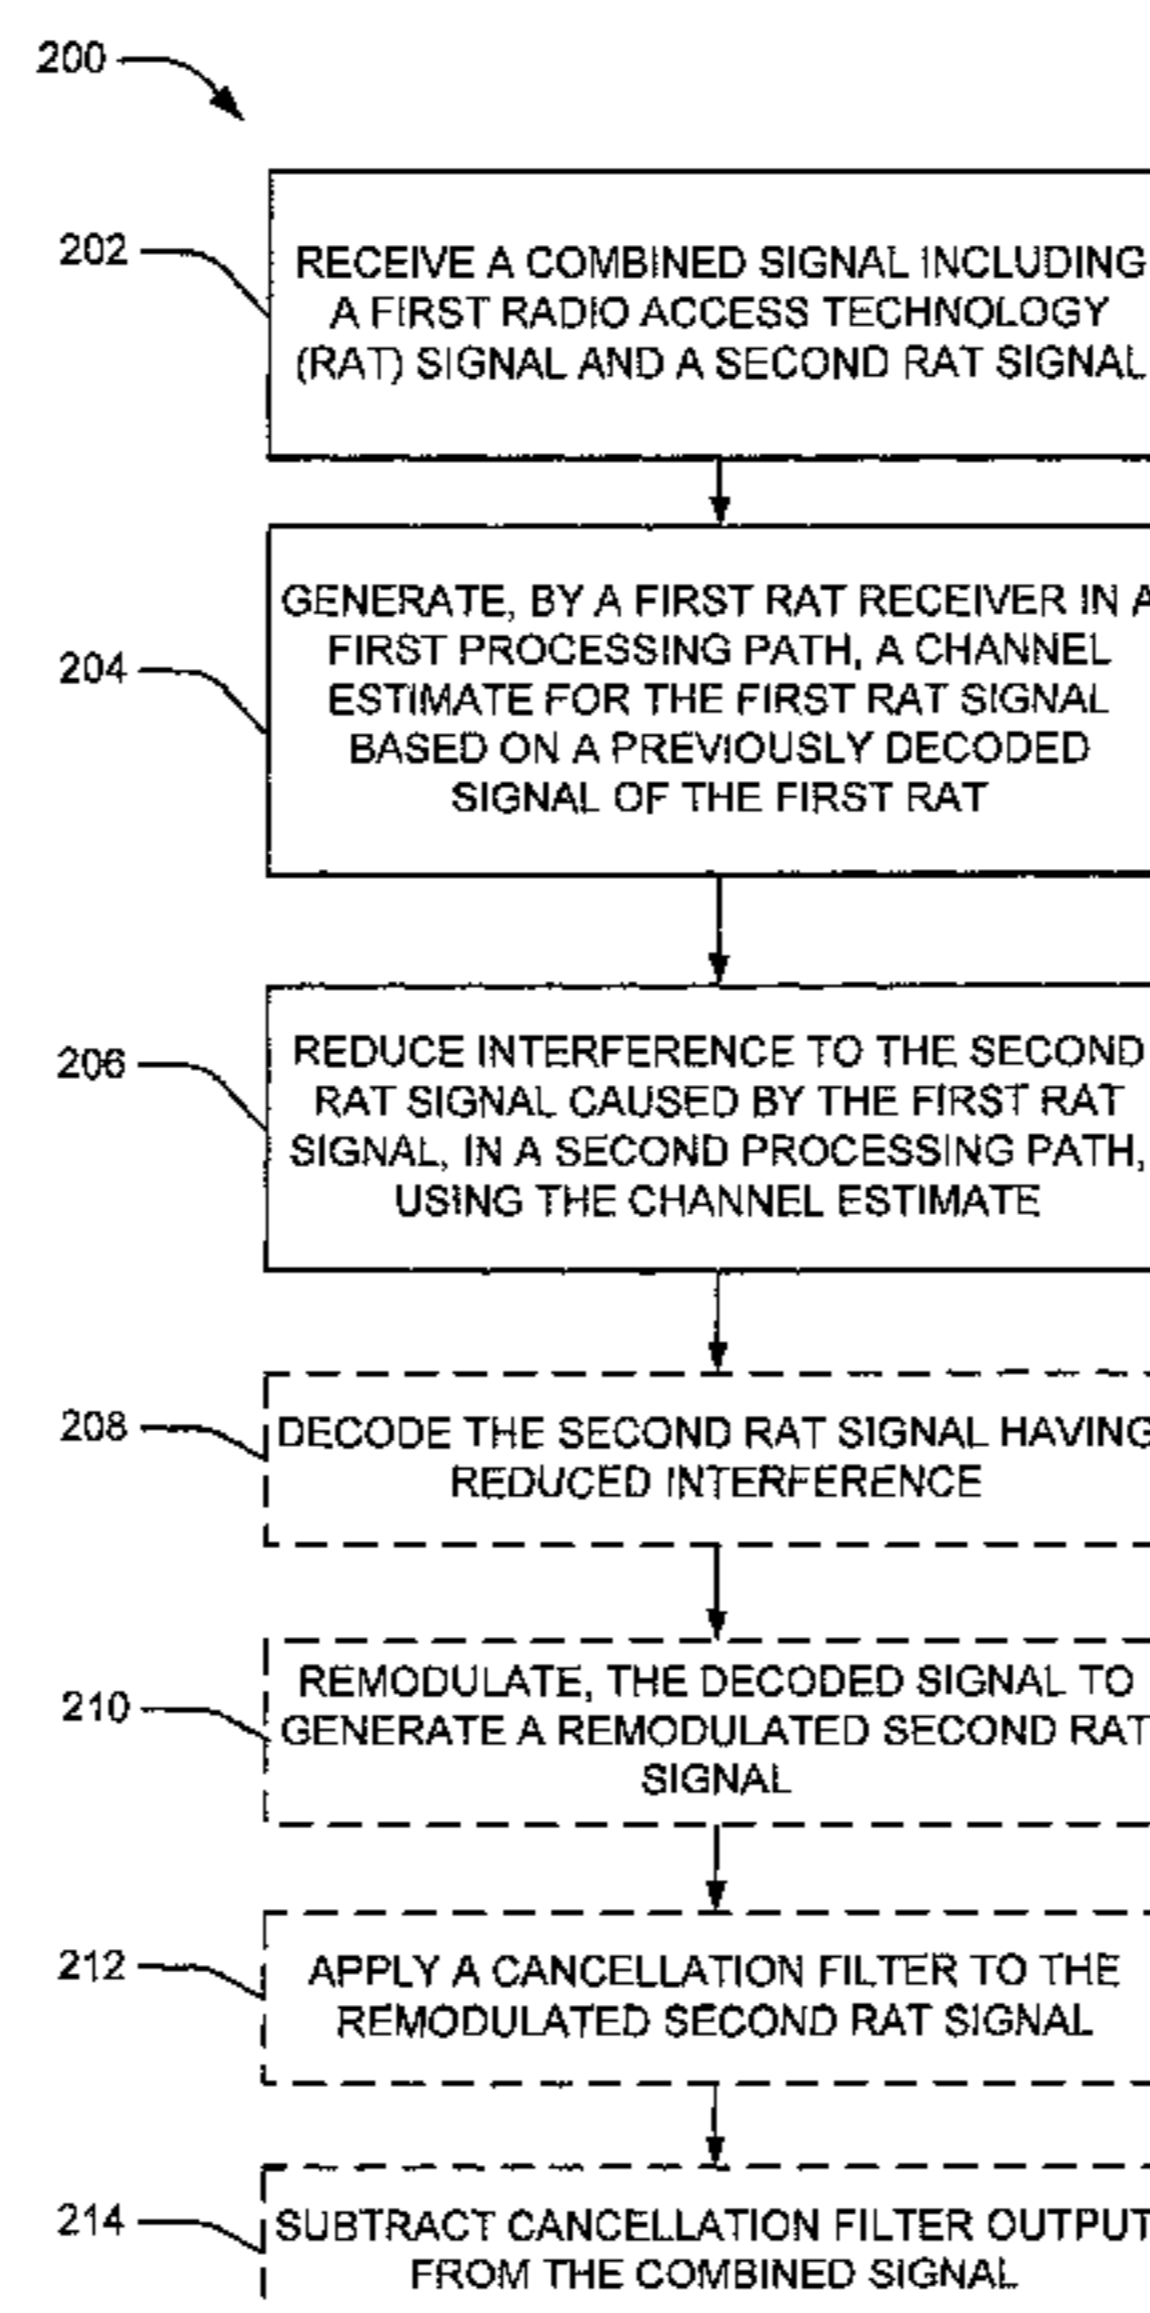 200
202
RECEIVE A COMBINED SIGNAL INCLUDING
A FIRST RADIO ACCESS TECHNOLOGY
(RAT) SIGNAL AND A SECOND RAT SIGNAL
204
GENERATE, BY A FIRST RAT RECEIVER IN A
FIRST PROCESSING PATH, A CHANNEL
ESTIMATE FOR THE FIRST RAT SIGNAL
BASED ON A PREVIOUSLY DECODED
SIGNAL OF THE FIRST RAT
206
REDUCE INTERFERENCE TO THE SECOND
RAT SIGNAL CAUSED BY THE FIRST RAT
SIGNAL, IN A SECOND PROCESSING PATH,
USING THE CHANNEL ESTIMATE
208
DECODE THE SECOND RAT SIGNAL HAVING
REDUCED INTERFERENCE
210
REMODULATE, THE DECODED SIGNAL TO
GENERATE A REMODULATED SECOND RAT
SIGNAL
212
APPLY A CANCELLATION FILTER TO THE
REMODULATED SECOND RAT SIGNAL
214
SUBTRACT CANCELLATION FILTER OUTPUT
FROM THE COMBINED SIGNAL